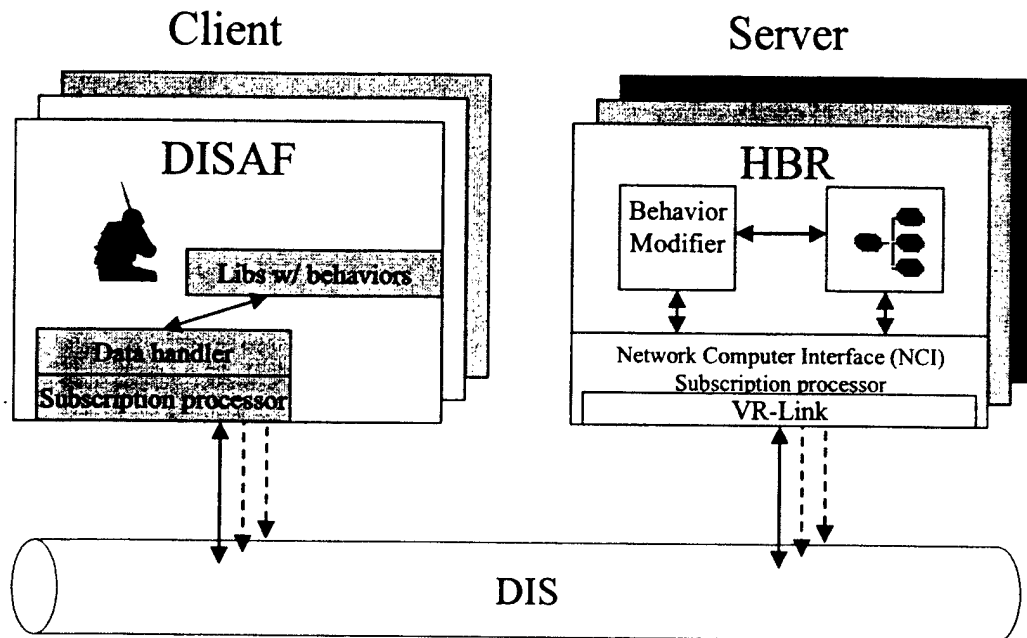 Client
Server
DISAF
HBR
Behavior
Modifier
Libs w/ behaviors
Data handler
Subscription processor
Network Computer Interface (NCI)
Subscription processor
VR-Link
DIS